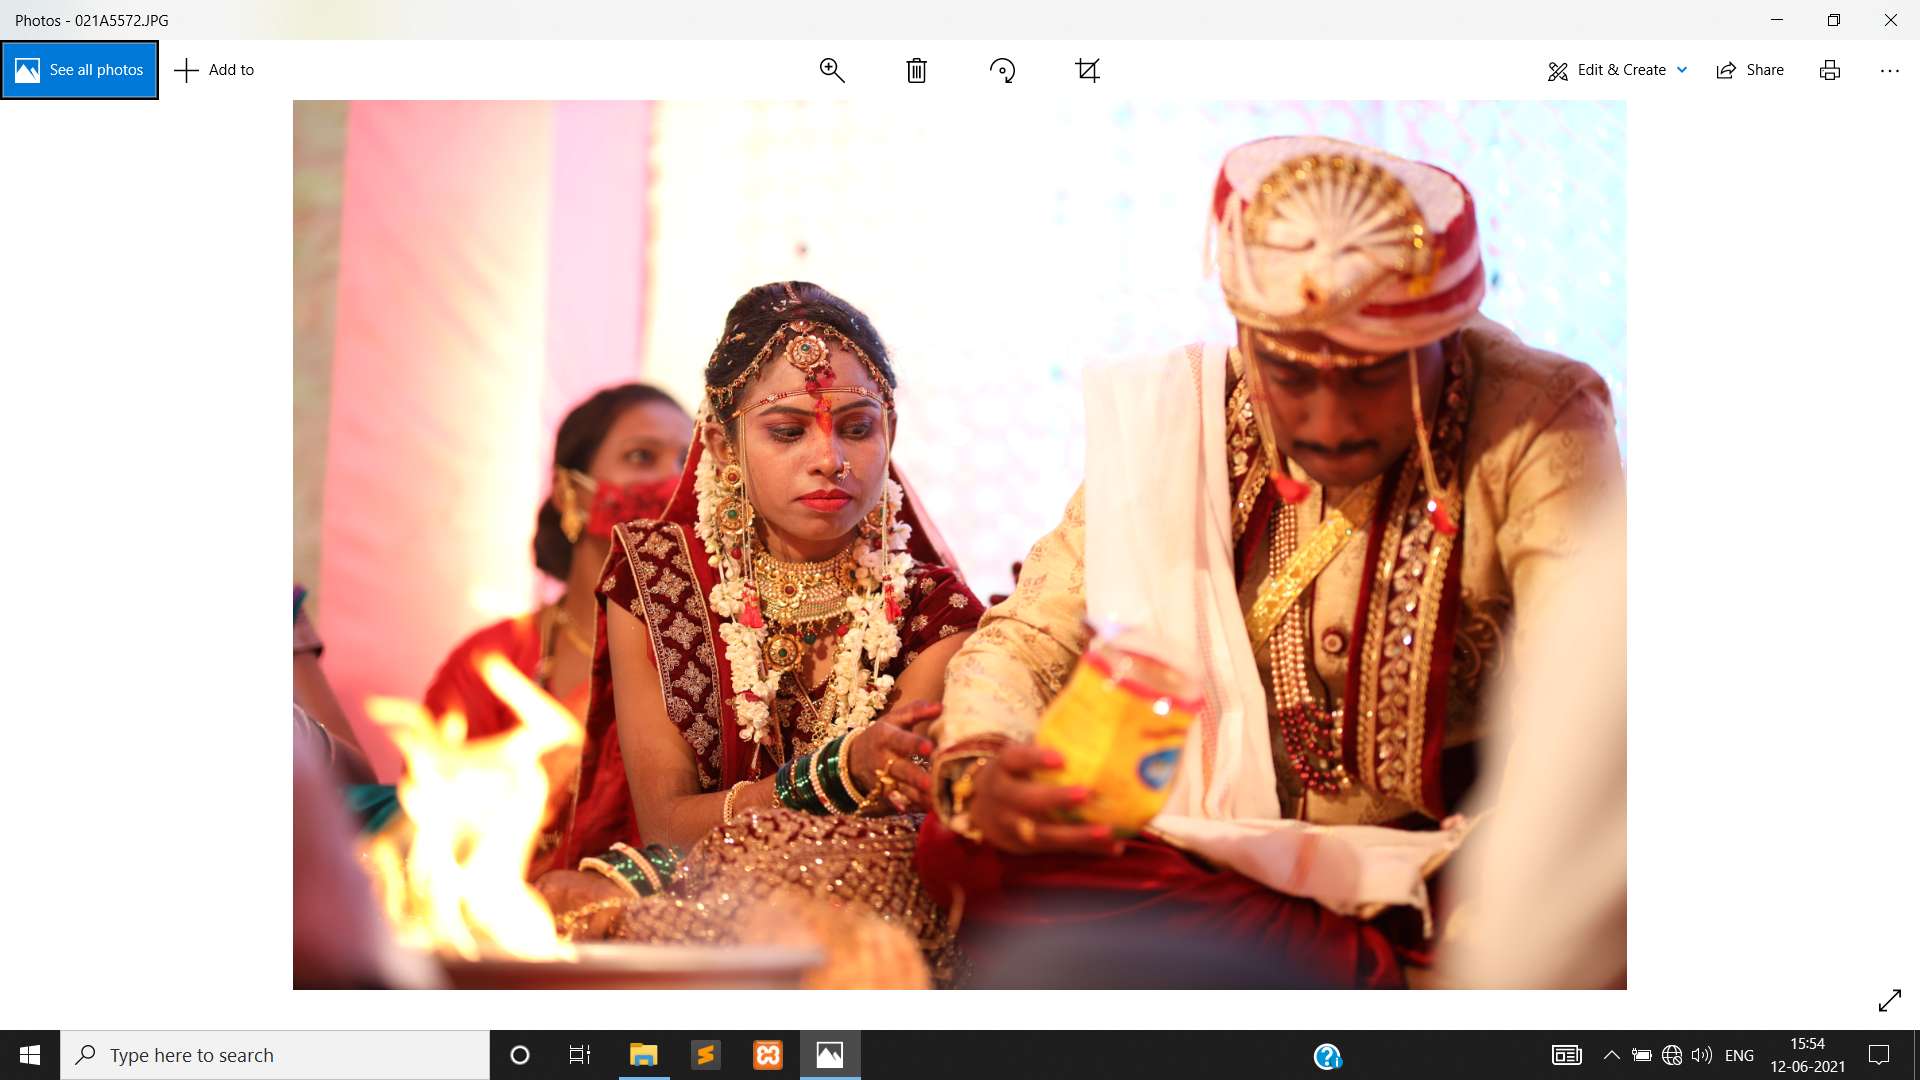 Photos - 021A5572.JPG
See all photos
Add to
Edit & Create
Share
Type here to search
ENG
15:54
12-06-2021